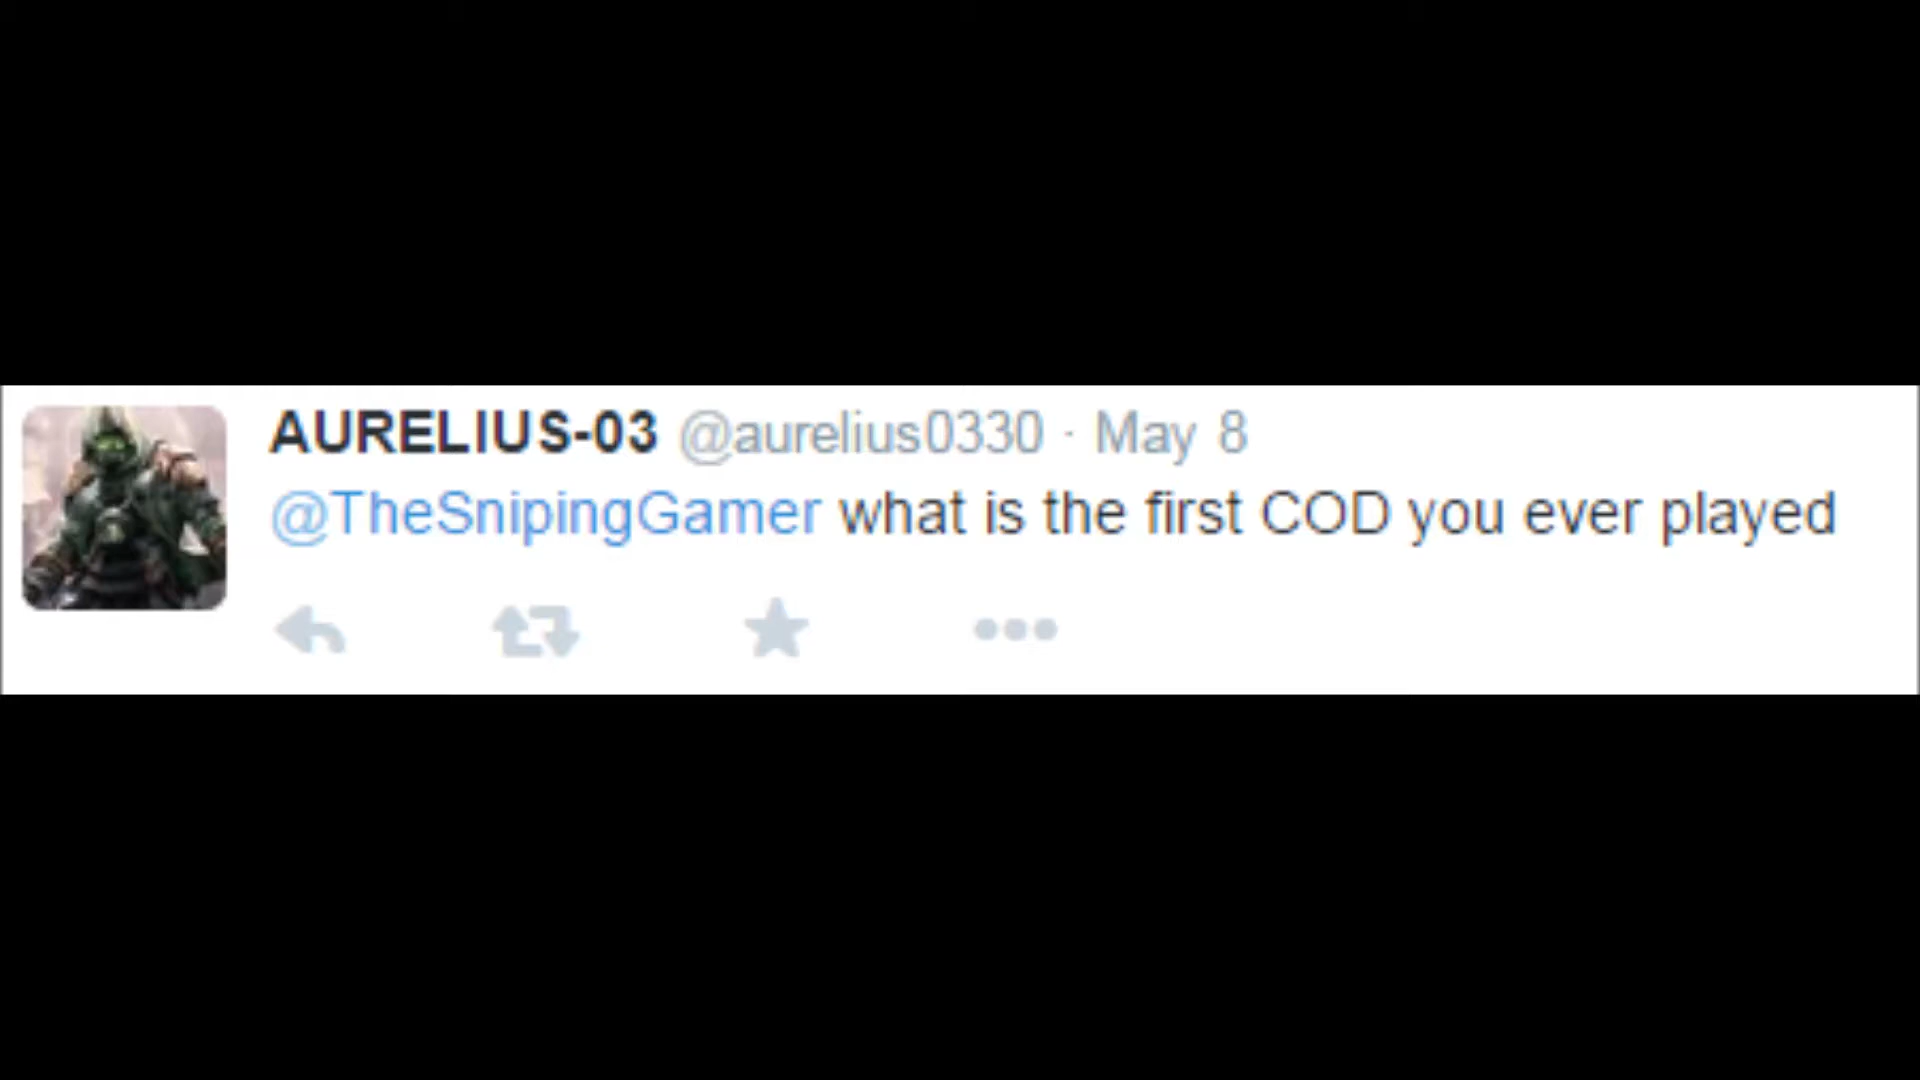 AURELIUS-03 @aurelius0330 · May 8
@TheSnipingGamer what is the first COD you ever played